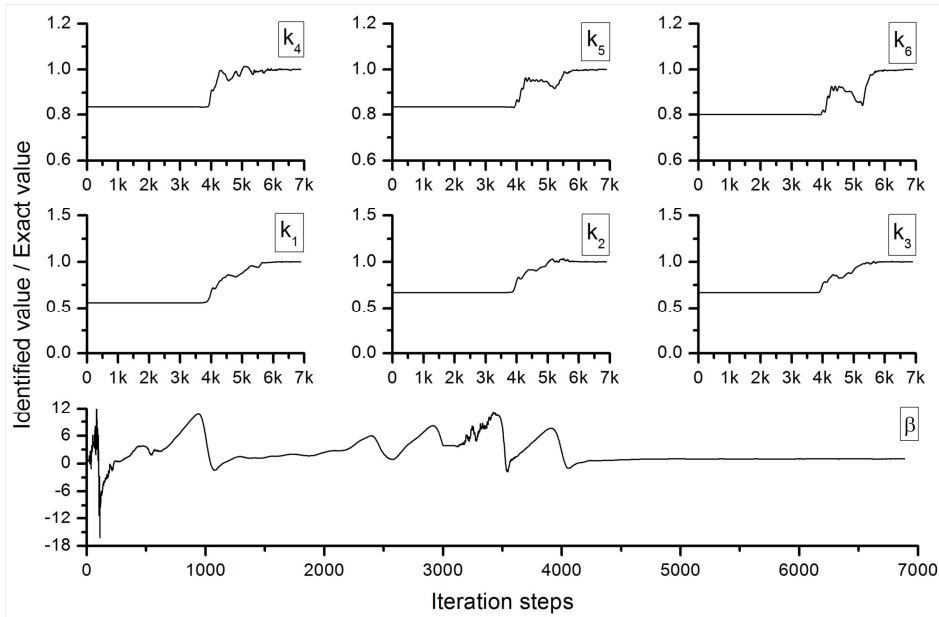 Identified value / Exact value
1.2
1.0
0.8
0.6
k4
0 1k 2k 3k 4k 5k 6k 7k
1.2
1.0
0.8
0.6
k5
0 1k 2k 3k 4k 5k 6k 7k
1.2
1.0
0.8
0.6
k6
0 1k 2k 3k 4k 5k 6k 7k
1.5
1.0
0.5
0.0
k1
0 1k 2k 3k 4k 5k 6k 7k
1.5
1.0
0.5
0.0
k2
0 1k 2k 3k 4k 5k 6k 7k
1.5
1.0
0.5
0.0
k3
0 1k 2k 3k 4k 5k 6k 7k
12
6
0
-6
-12
-18
β
0 1000 2000 3000 4000 5000 6000 7000
Iteration steps